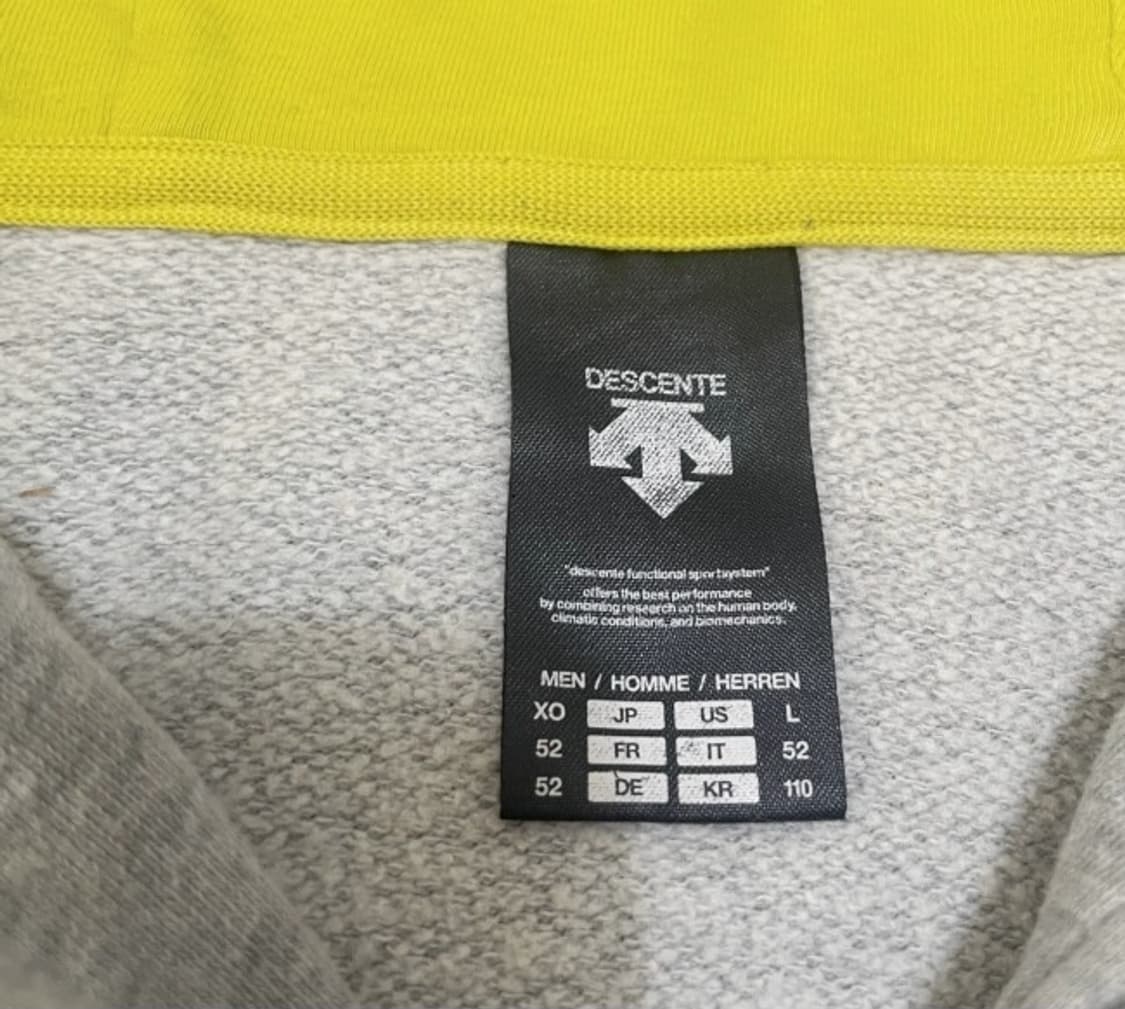 DESCENTE
"descente functional sportsystem"
offers the best performance
by combining research on the human body,
climatic conditions, and biomechanics.
MEN / HOMME / HERREN
XO JP US L
52 FR IT 52
52 DE KR 110